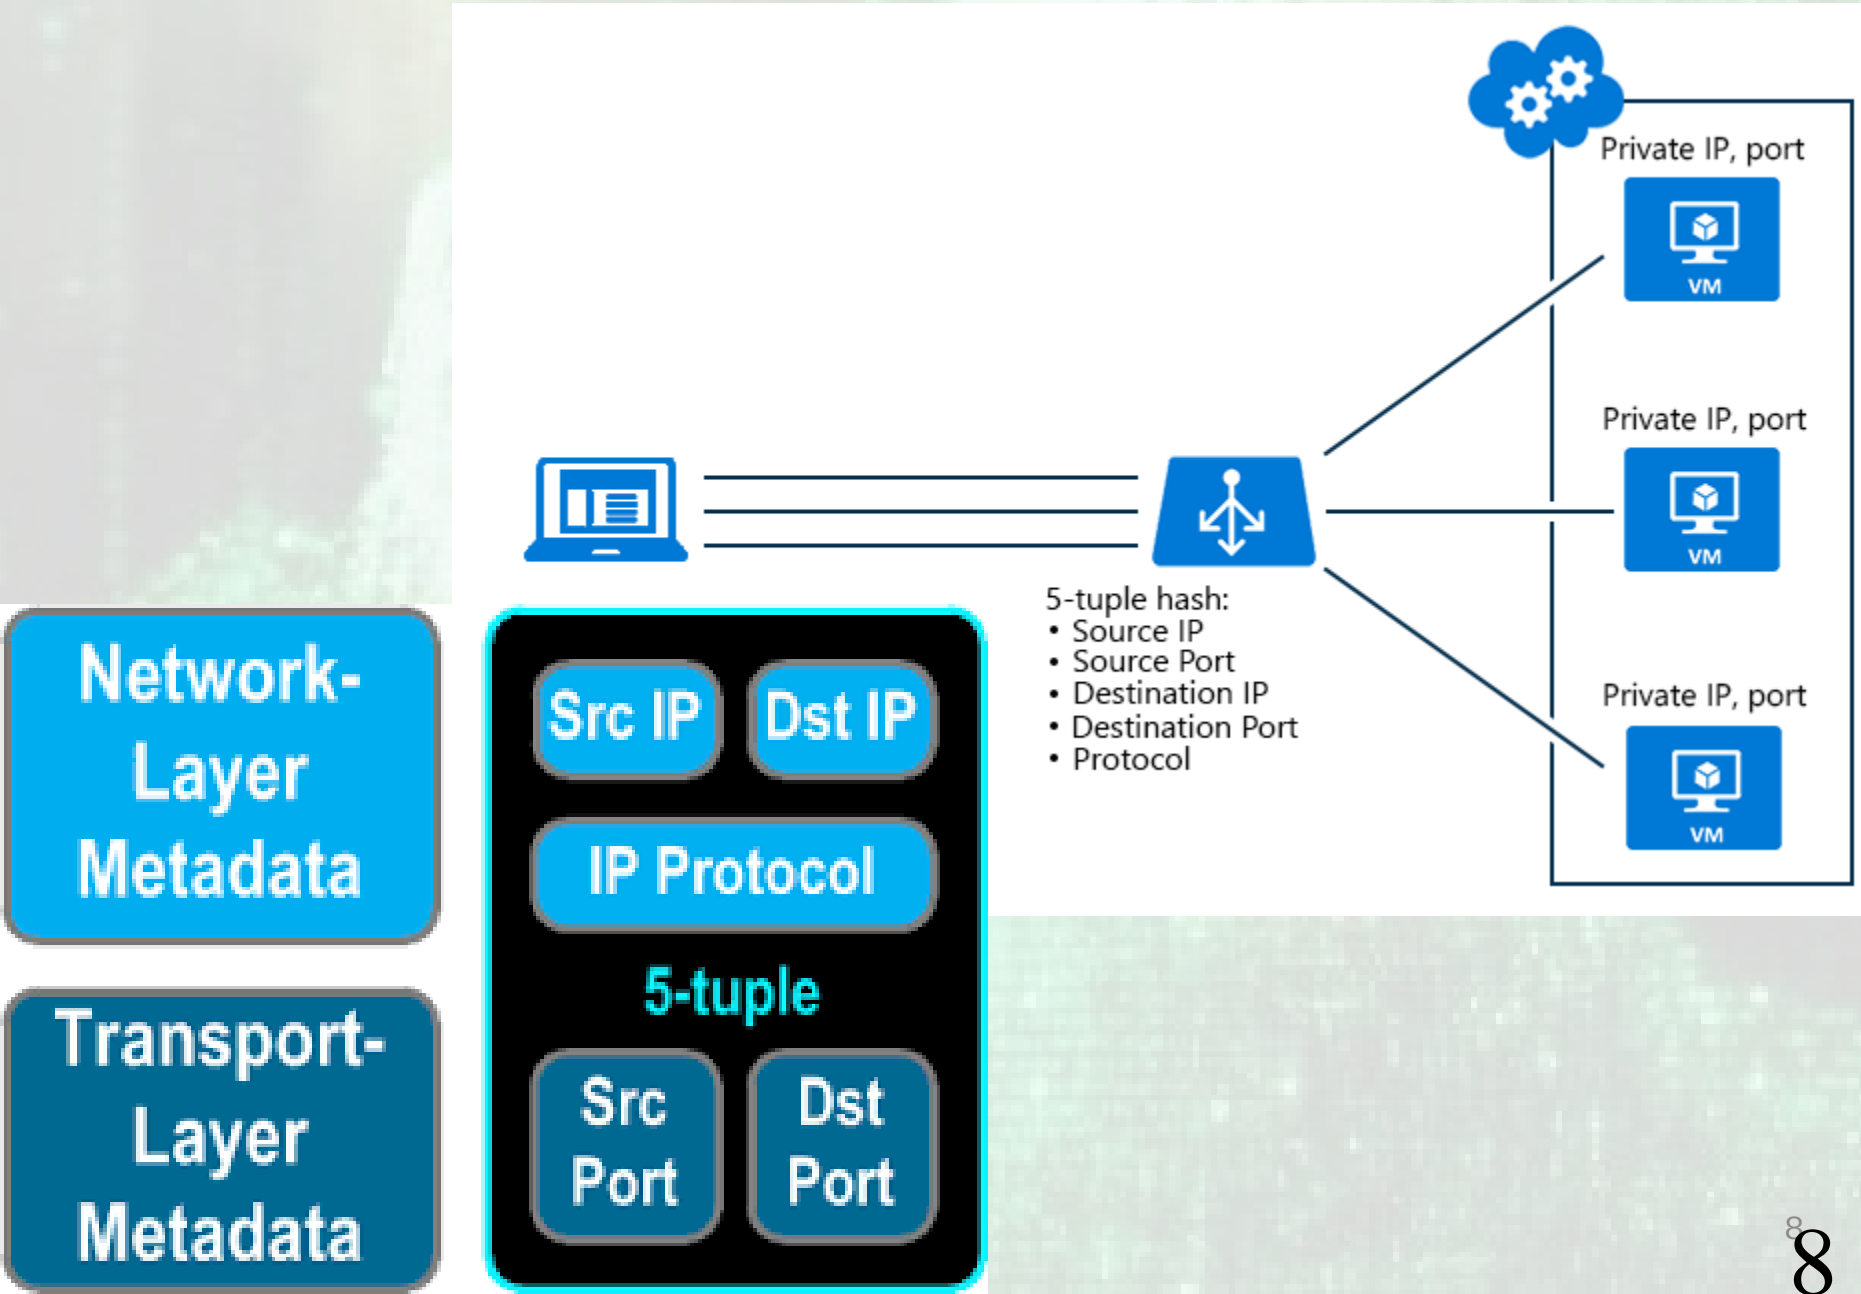 Private IP, port
VM
Private IP, port
VM
Private IP, port
VM
5-tuple hash:
• Source IP
• Source Port
• Destination IP
• Destination Port
• Protocol
Network-
Layer
Metadata
Transport-
Layer
Metadata
Src IP
Dst IP
IP Protocol
5-tuple
Src
Port
Dst
Port
8
8